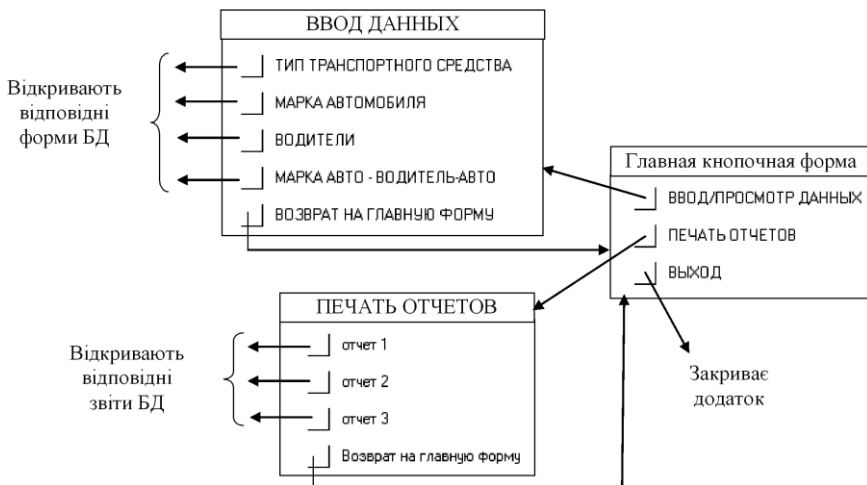 ВВОД ДАННЫХ
ТИП ТРАНСПОРТНОГО СРЕДСТВА
МАРКА АВТОМОБИЛЯ
ВОДИТЕЛИ
МАРКА АВТО - ВОДИТЕЛЬ-АВТО
ВОЗВРАТ НА ГЛАВНУЮ ФОРМУ
Відкривають
відповідні
форми БД
Главная кнопочная форма
ВВОД/ПРОСМОТР ДАННЫХ
ПЕЧАТЬ ОТЧЕТОВ
ВЫХОД
ПЕЧАТЬ ОТЧЕТОВ
отчет 1
отчет 2
отчет 3
Возврат на главную форму
Відкривають
відповідні
звіти БД
Закриває
додаток